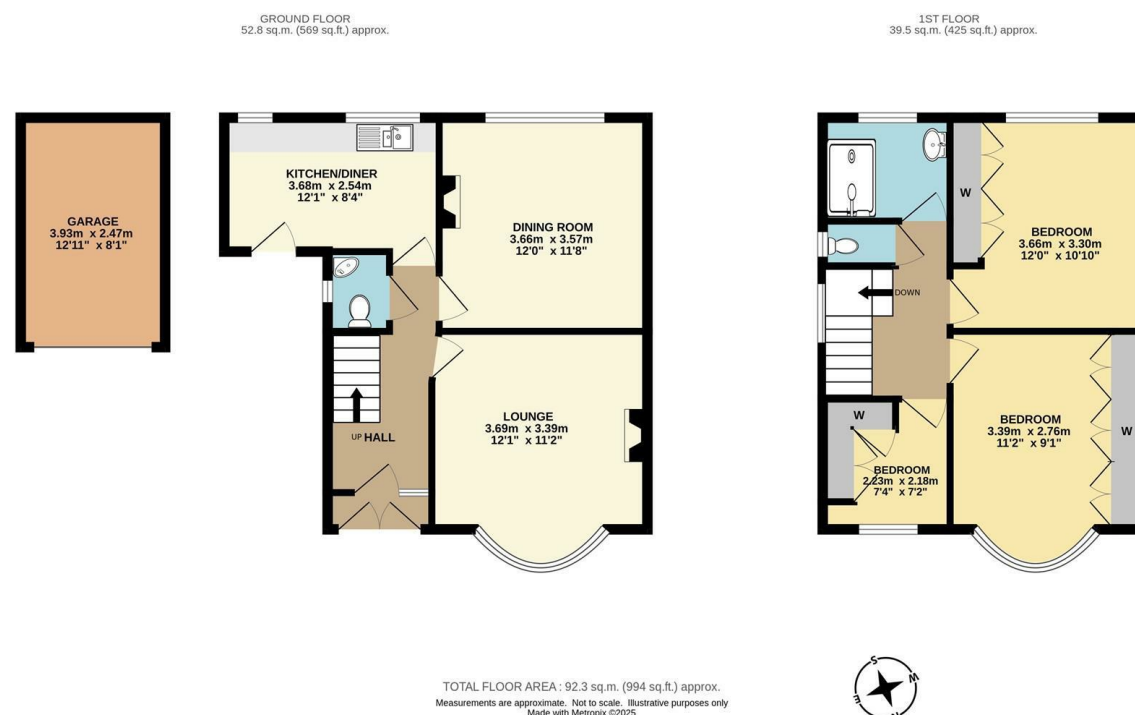 GROUND FLOOR
52.8 sq.m. (569 sq.ft.) approx.
1ST FLOOR
39.5 sq.m. (425 sq.ft.) approx.
GARAGE
3.93m x 2.47m
12'11" x 8'1"
KITCHEN/DINER
3.68m x 2.54m
12'1" x 8'4"
DINING ROOM
3.66m x 3.57m
12'0" x 11'8"
UP HALL
LOUNGE
3.69m x 3.39m
12'1" x 11'2"
W
BEDROOM
3.66m x 3.30m
12'0" x 10'10"
DOWN
W
BEDROOM
2.23m x 2.18m
7'4" x 7'2"
BEDROOM
3.39m x 2.76m
11'2" x 9'1"
W
TOTAL FLOOR AREA : 92.3 sq.m. (994 sq.ft.) approx.
Measurements are approximate. Not to scale. Illustrative purposes only
Made with Metropix ©2025
S
W
E